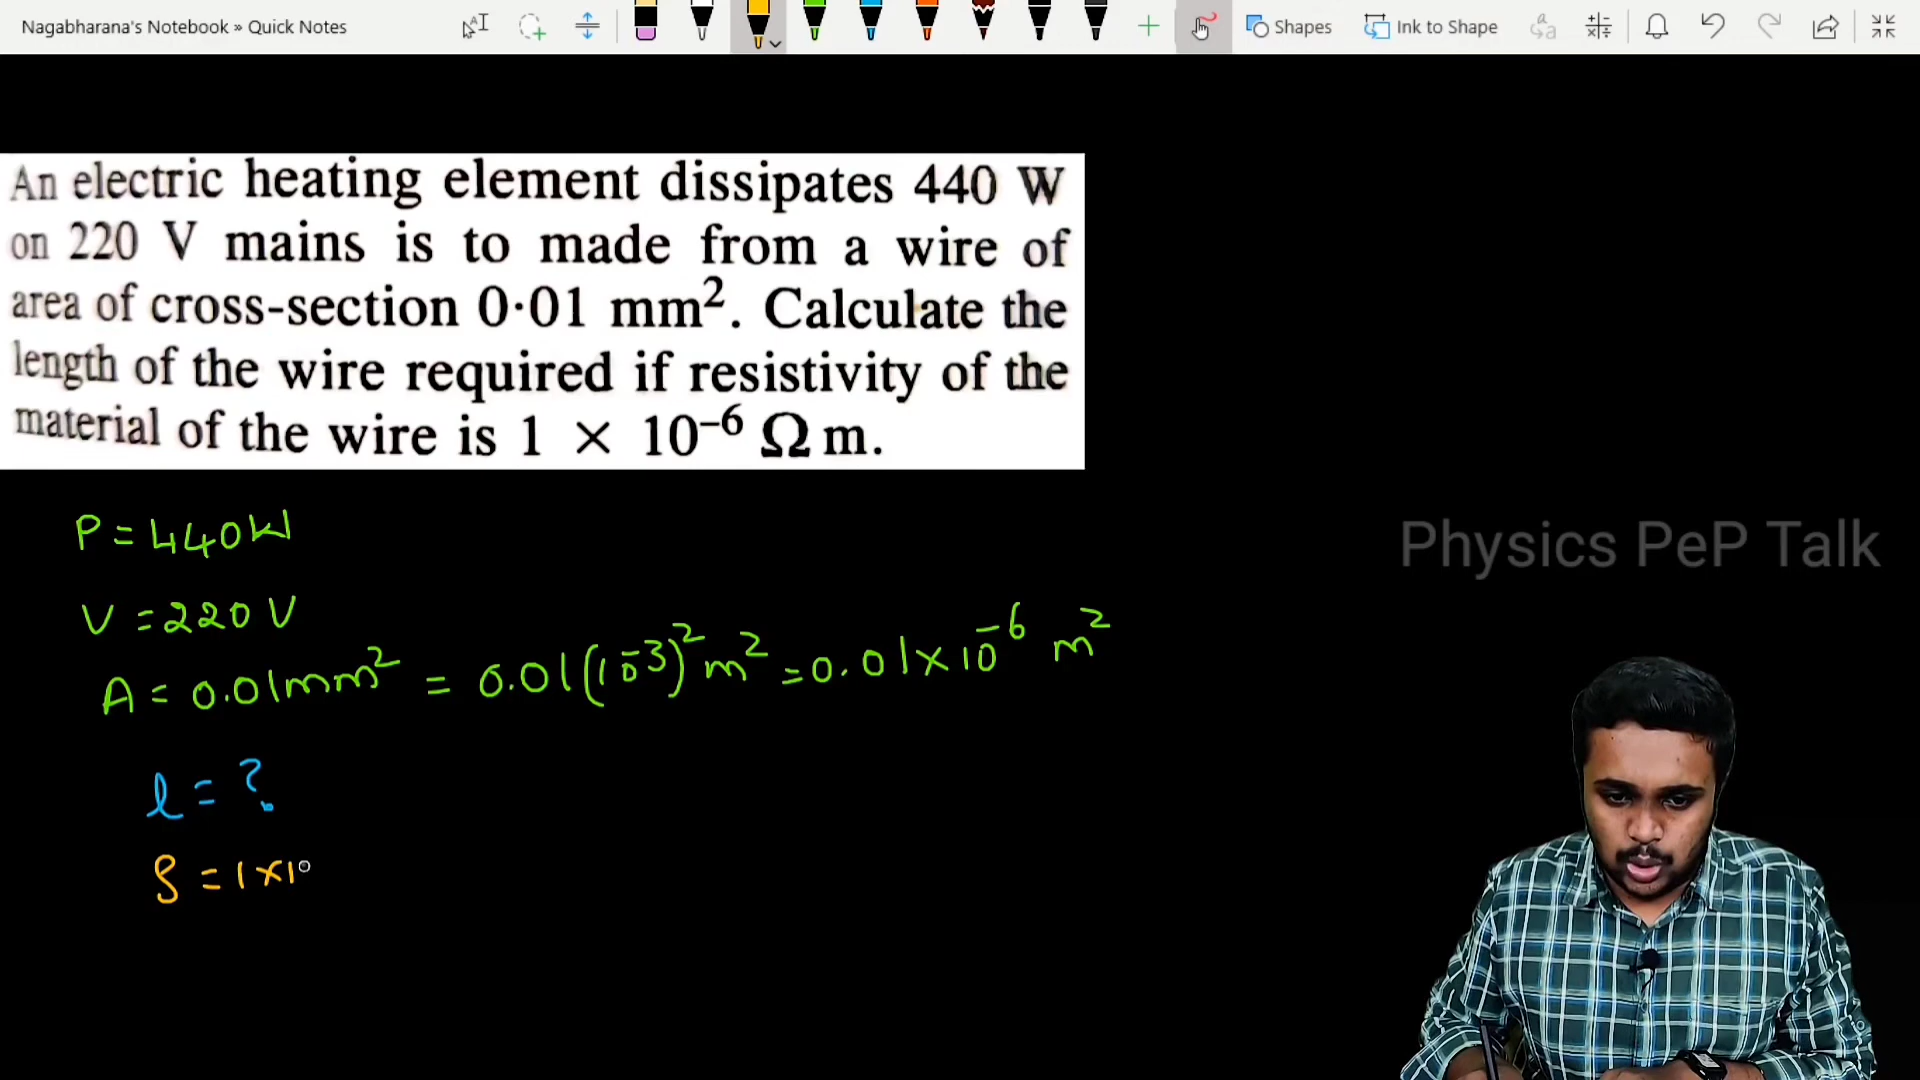 Nagabharana's Notebook » Quick Notes
Shapes
Ink to Shape
An electric heating element dissipates 440 W
on 220 V mains is to made from a wire of
area of cross-section 0·01 mm². Calculate the
length of the wire required if resistivity of the
material of the wire is 1 × 10⁻⁶ Ω m.
P = 440W
V = 220 V
A = 0.01mm² = 0.01(10⁻³)²m² = 0.01×10⁻⁶ m²
Physics PeP Talk
l = ?
ρ = 1×10